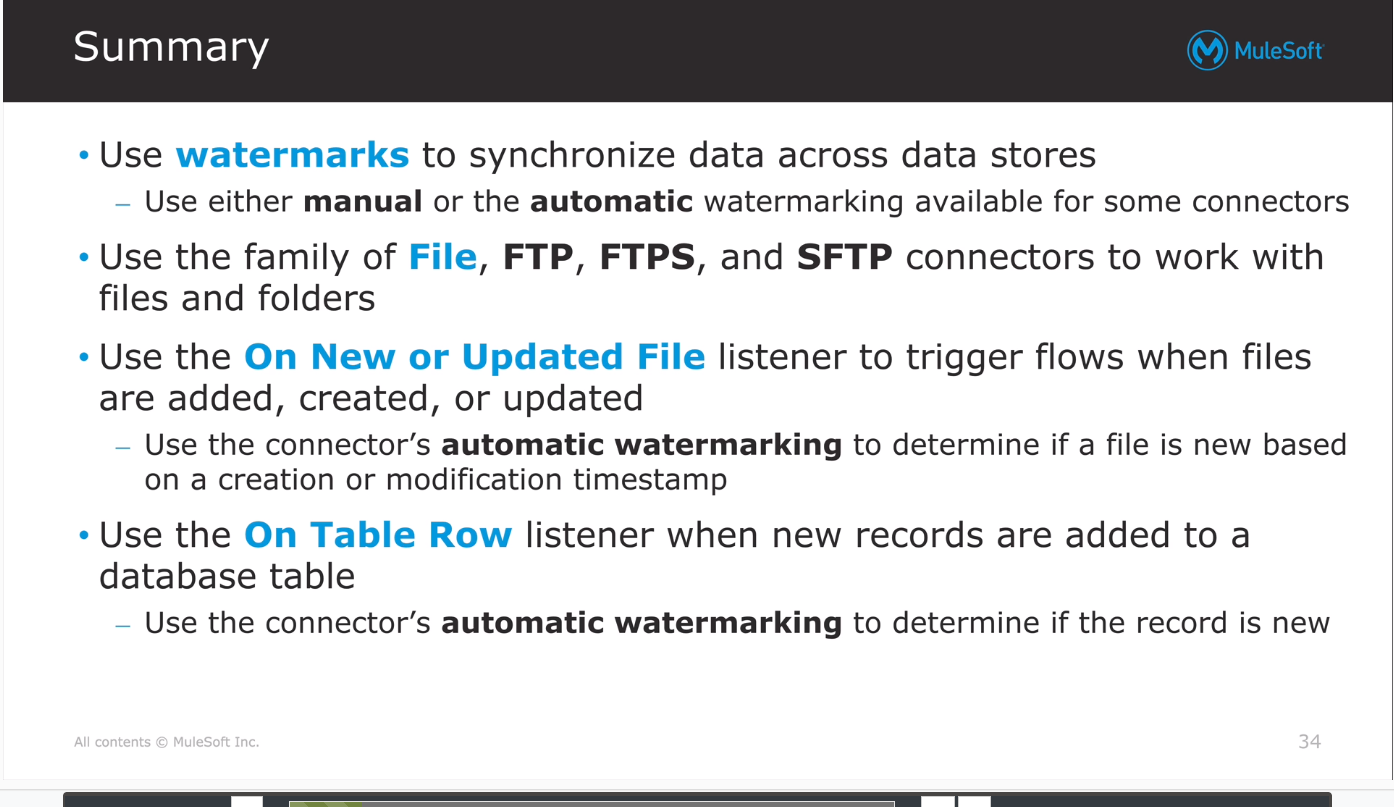 Summary
MuleSoft
• Use watermarks to synchronize data across data stores
– Use either manual or the automatic watermarking available for some connectors
• Use the family of File, FTP, FTPS, and SFTP connectors to work with
files and folders
• Use the On New or Updated File listener to trigger flows when files
are added, created, or updated
– Use the connector’s automatic watermarking to determine if a file is new based
on a creation or modification timestamp
• Use the On Table Row listener when new records are added to a
database table
– Use the connector’s automatic watermarking to determine if the record is new
All contents © MuleSoft Inc.
34